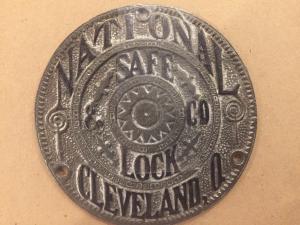 NATIONAL
SAFE
& CO
LOCK
CLEVELAND, O.